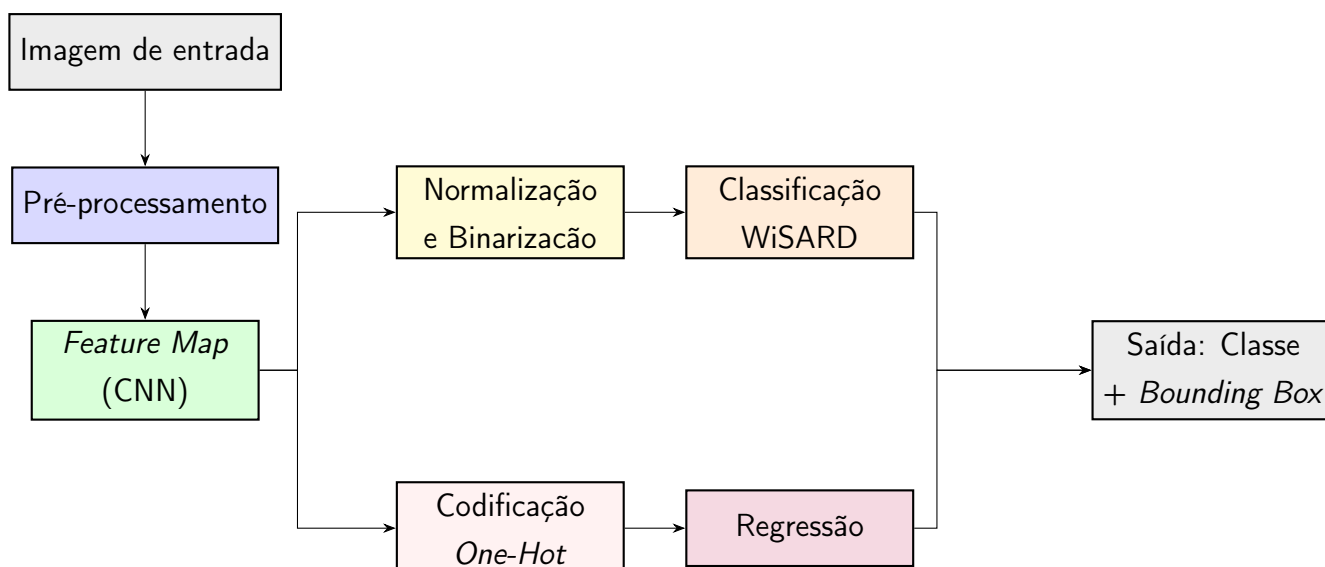 Imagem de entrada
Pré-processamento
Feature Map
(CNN)
Normalização
e Binarizacão
Classificação
WiSARD
Codificação
One-Hot
Regressão
Saída: Classe
+ Bounding Box